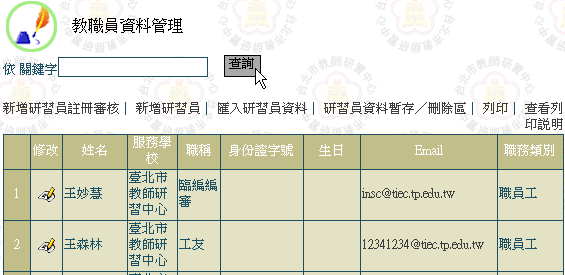 教職員資料管理
依 關鍵字 查詢
新增研習員註冊審核｜ 新增研習員｜ 匯入研習員資料｜ 研習員資料暫存／刪除區｜ 列印｜ 查看列
印說明
修改 姓名 服務學校 職稱 身份證字號 生日 Email 職務類別
1 王妙慧 臺北市教師研習中心 臨編編審 insc@tiec.tp.edu.tw 職員工
2 王森林 臺北市教師研習中心 工友 12341234@tiec.tp.edu.tw 職員工